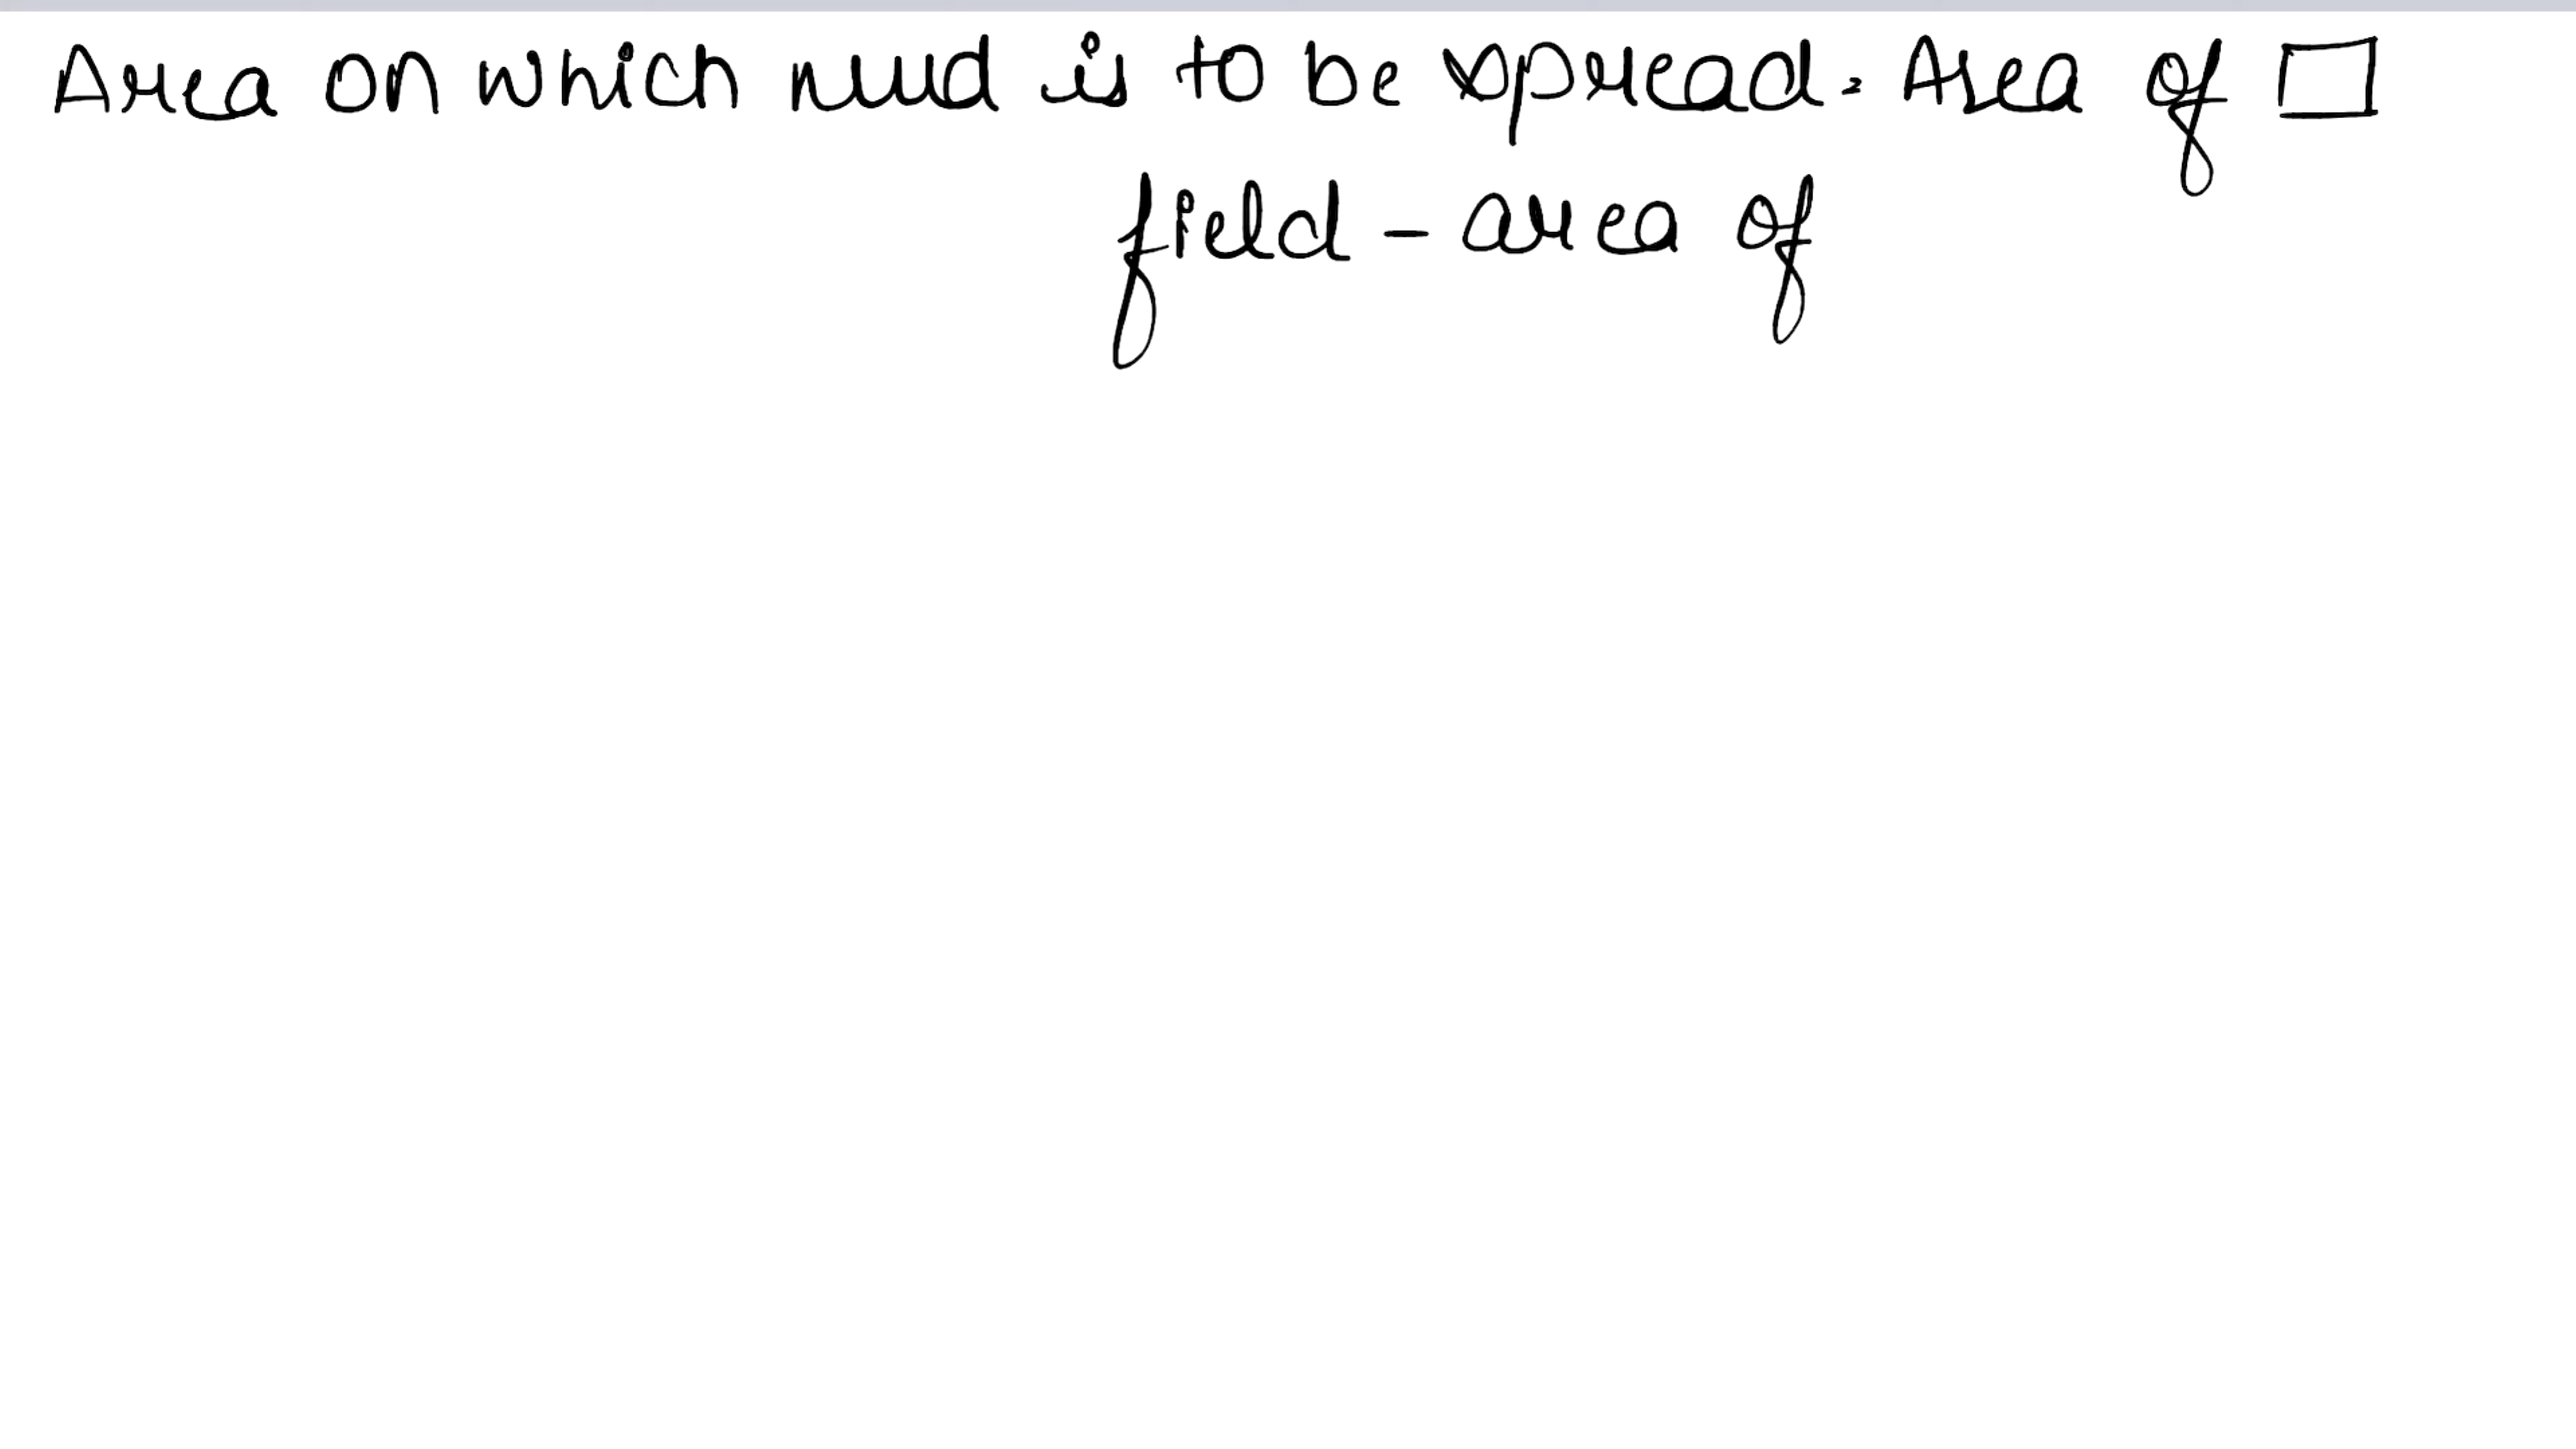 Area on which mud is to be spread = Area of □
field - area of